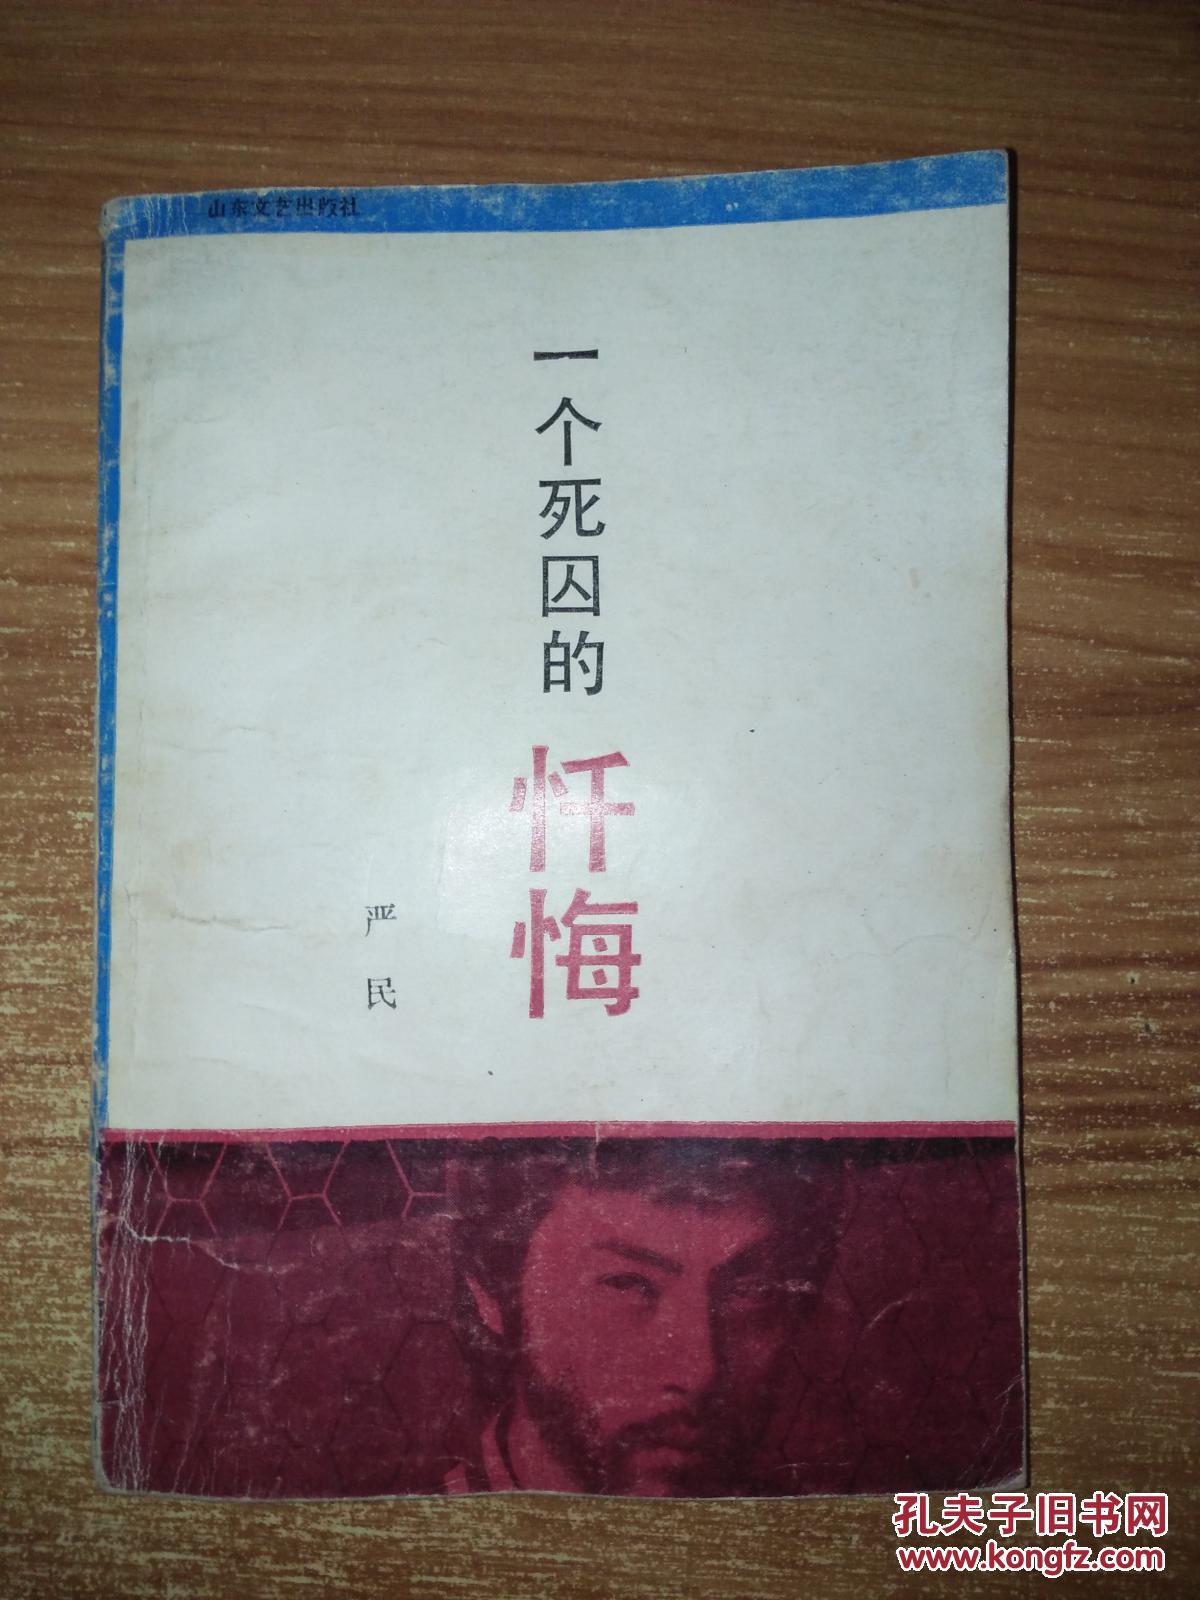 山东文艺出版社
一个死囚的
忏悔
严民
孔夫子旧书网
www.kongfz.com